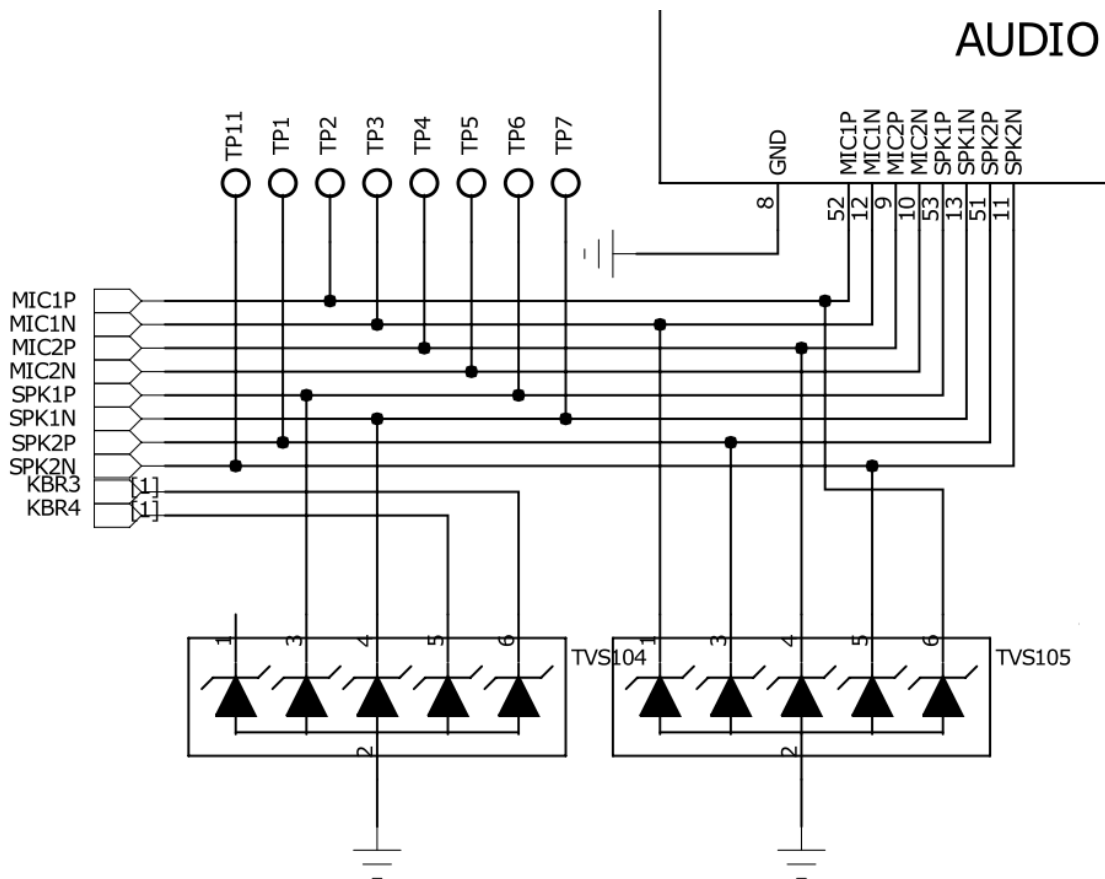 AUDIO
TP11
TP1
TP2
TP3
TP4
TP5
TP6
TP7
GND
MIC1P
MIC1N
MIC2P
MIC2N
SPK1P
SPK1N
SPK2P
SPK2N
8
52
12
9
10
53
13
51
11
MIC1P
MIC1N
MIC2P
MIC2N
SPK1P
SPK1N
SPK2P
SPK2N
KBR3 [1]
KBR4 [1]
1
3
4
5
6
TVS104
2
1
3
4
5
6
TVS105
2